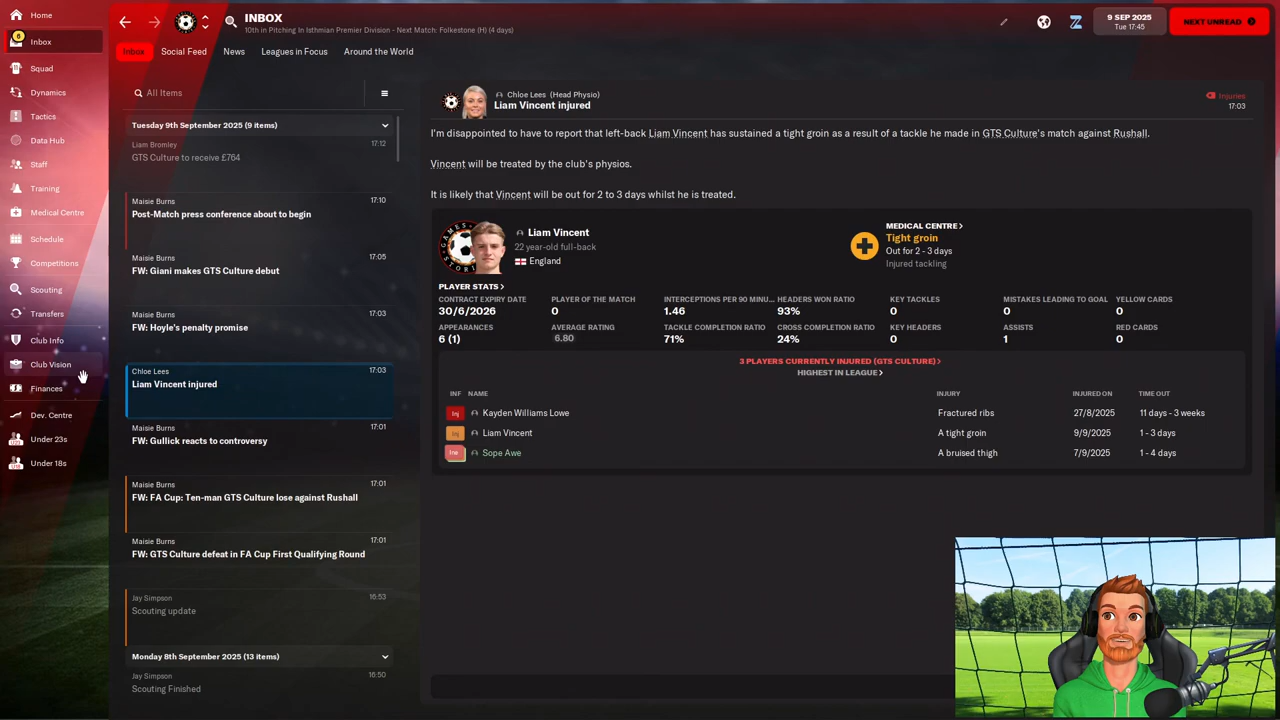 Home
6
Inbox
Squad
Dynamics
Tactics
Data Hub
Staff
Training
Medical Centre
Schedule
Competitions
Scouting
Transfers
Club Info
Club Vision
Finances
Dev. Centre
Under 23s
Under 18s
INBOX
10th in Pitching In Isthmian Premier Division - Next Match: Folkestone (H) (4 days)
9 SEP 2025
Tue 17:45
NEXT UNREAD
Inbox
Social Feed
News
Leagues in Focus
Around the World
All Items
Tuesday 9th September 2025 (9 items)
Liam Bromley 17:12
GTS Culture to receive £764
Maisie Burns 17:10
Post-Match press conference about to begin
Maisie Burns 17:05
FW: Giani makes GTS Culture debut
Maisie Burns 17:03
FW: Hoyle's penalty promise
Chloe Lees 17:03
Liam Vincent injured
Maisie Burns 17:01
FW: Gullick reacts to controversy
Maisie Burns 17:01
FW: FA Cup: Ten-man GTS Culture lose against Rushall
Maisie Burns 17:01
FW: GTS Culture defeat in FA Cup First Qualifying Round
Jay Simpson 16:53
Scouting update
Monday 8th September 2025 (13 items)
Jay Simpson 16:50
Scouting Finished
Chloe Lees (Head Physio)
Liam Vincent injured
Injuries
17:03
I'm disappointed to have to report that left-back Liam Vincent has sustained a tight groin as a result of a tackle he made in GTS Culture's match against Rushall.
Vincent will be treated by the club's physios.
It is likely that Vincent will be out for 2 to 3 days whilst he is treated.
Liam Vincent
22 year-old full-back
England
MEDICAL CENTRE
Tight groin
Out for 2 - 3 days
Injured tackling
PLAYER STATS
CONTRACT EXPIRY DATE PLAYER OF THE MATCH INTERCEPTIONS PER 90 MINU... HEADERS WON RATIO KEY TACKLES MISTAKES LEADING TO GOAL YELLOW CARDS
30/6/2026 0 1.46 93% 0 0 0
APPEARANCES AVERAGE RATING TACKLE COMPLETION RATIO CROSS COMPLETION RATIO KEY HEADERS ASSISTS RED CARDS
6 (1) 6.80 71% 24% 0 1 0
3 PLAYERS CURRENTLY INJURED (GTS CULTURE)
HIGHEST IN LEAGUE
INF NAME INJURY INJURED ON TIME OUT
Inj Kayden Williams Lowe Fractured ribs 27/8/2025 11 days - 3 weeks
Inj Liam Vincent A tight groin 9/9/2025 1 - 3 days
Ine Sope Awe A bruised thigh 7/9/2025 1 - 4 days